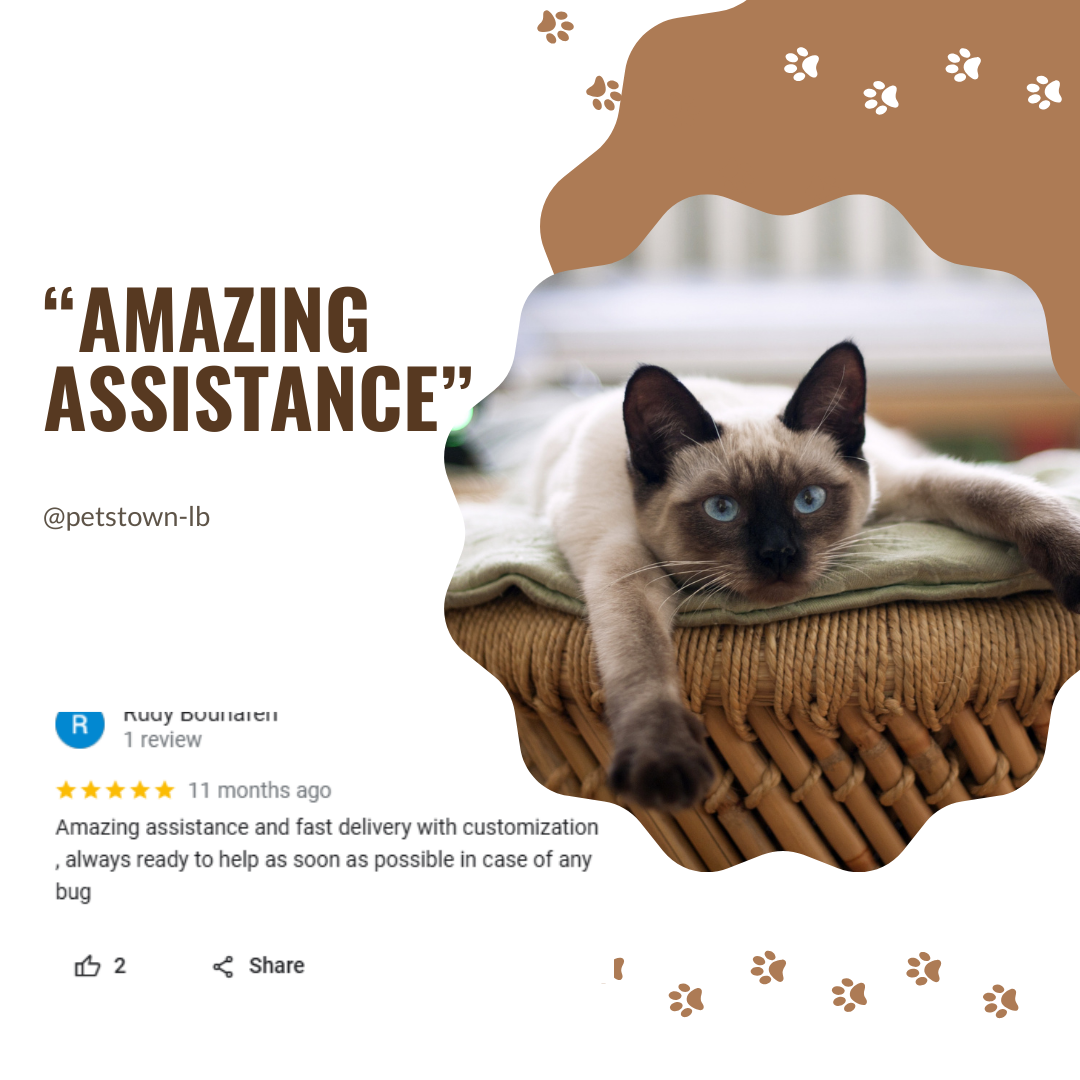 “AMAZING
ASSISTANCE”
@petstown-lb
R
Rudy
1 review
11 months ago
Amazing assistance and fast delivery with customization
, always ready to help as soon as possible in case of any
bug
2
Share